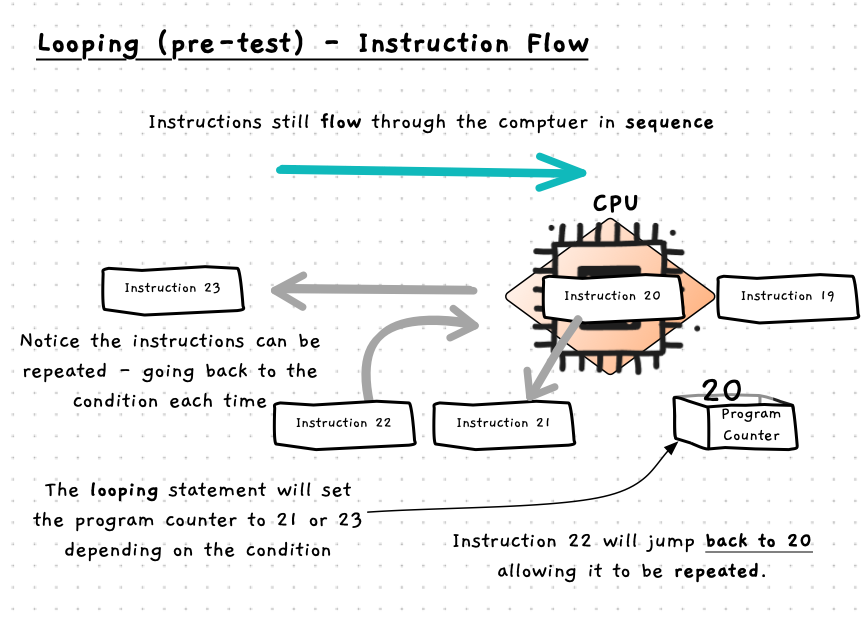 Looping (pre-test) - Instruction Flow
Instructions still flow through the comptuer in sequence
CPU
Instruction 23
Instruction 20
Instruction 19
Notice the instructions can be
repeated - going back to the
condition each time
Instruction 22
Instruction 21
20
Program
Counter
The looping statement will set
the program counter to 21 or 23
depending on the condition
Instruction 22 will jump back to 20
allowing it to be repeated.